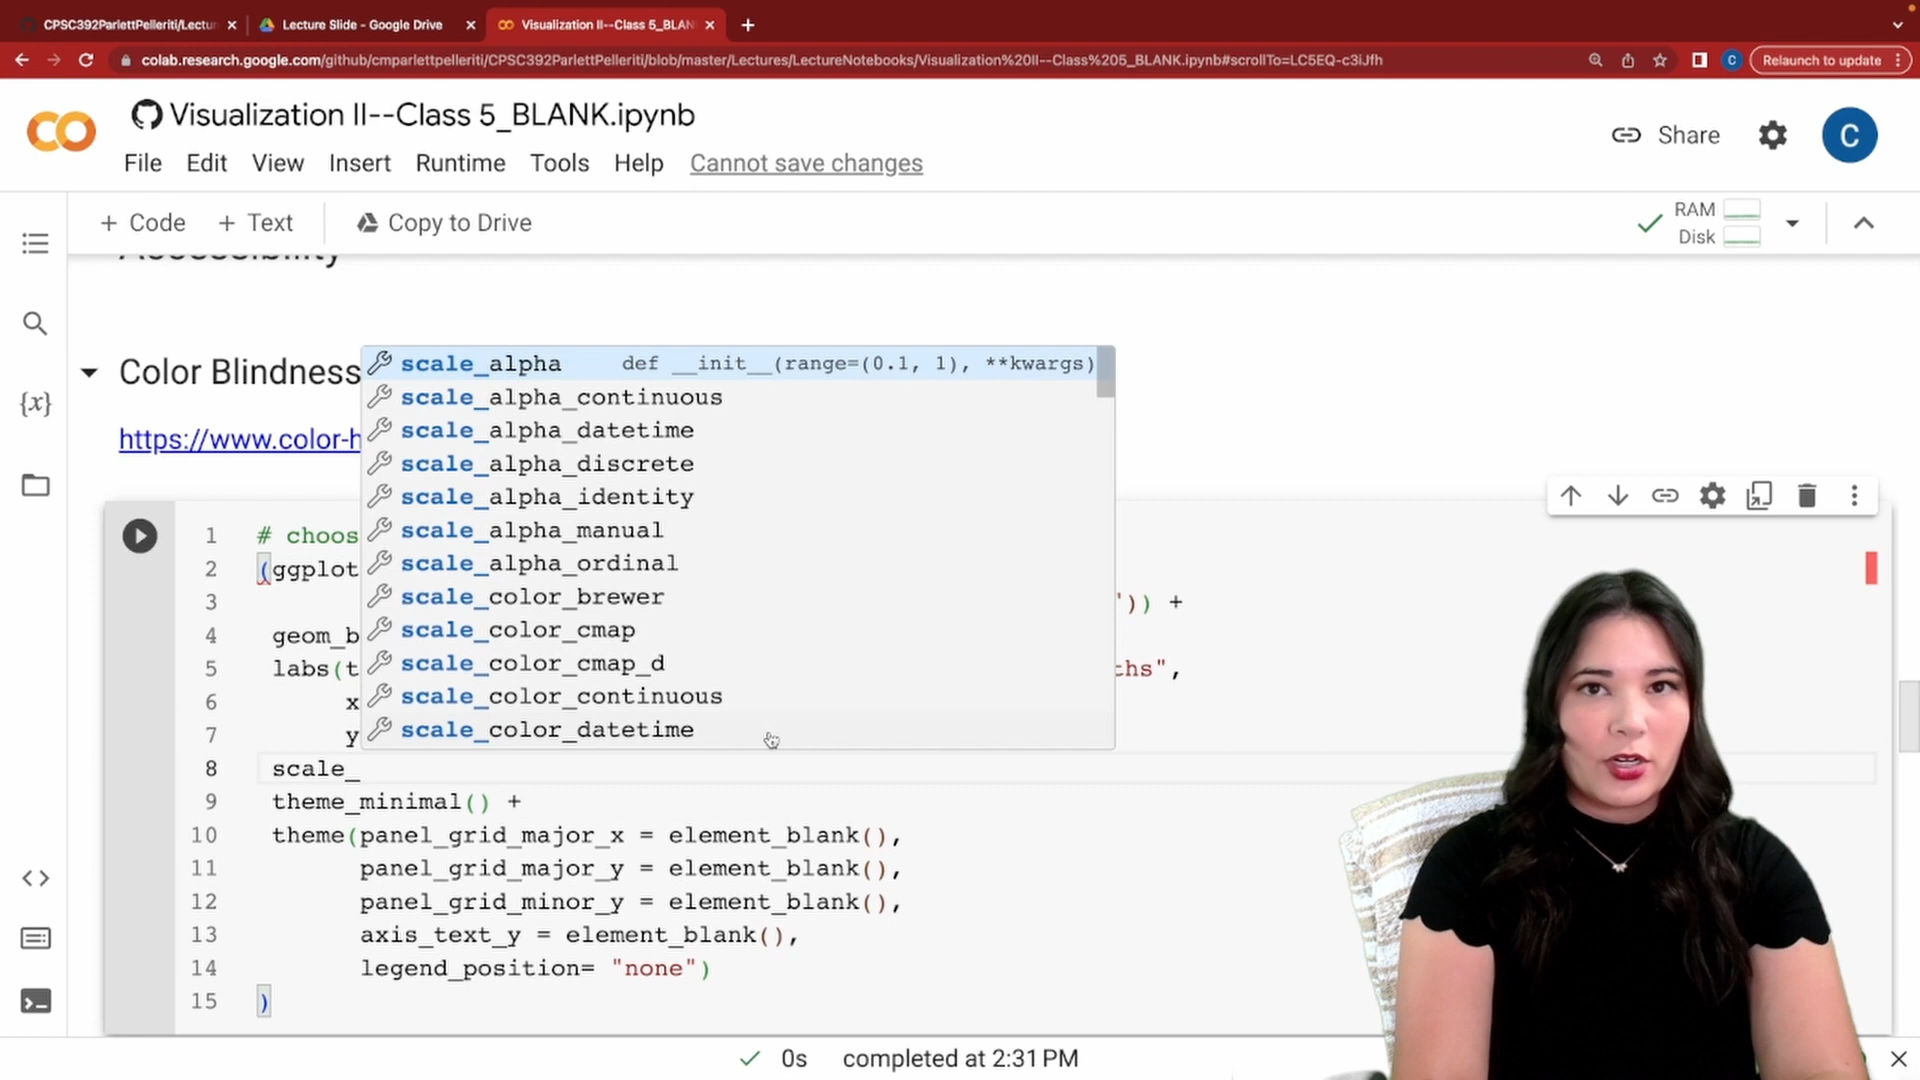 CPSC392ParlettPelleriti/Lectur
Lecture Slide - Google Drive
Visualization II--Class 5_BLAN
colab.research.google.com/github/cmparlettpelleriti/CPSC392ParlettPelleriti/blob/master/Lectures/LectureNotebooks/Visualization%20II--Class%205_BLANK.ipynb#scrollTo=LC5EQ-c3iJfh
C
Relaunch to update
CO
Visualization II--Class 5_BLANK.ipynb
Share
C
File Edit View Insert Runtime Tools Help Cannot save changes
+ Code + Text Copy to Drive
RAM
Disk
Accessibility
Color Blindness
https://www.color-h
{x}
scale_alpha def __init__(range=(0.1, 1), **kwargs)
scale_alpha_continuous
scale_alpha_datetime
scale_alpha_discrete
scale_alpha_identity
scale_alpha_manual
scale_alpha_ordinal
scale_color_brewer
scale_color_cmap
scale_color_cmap_d
scale_color_continuous
scale_color_datetime
1 # choos
2 (ggplot
3 ')) +
4 geom_b
5 labs(t ths",
6 x
7 y
8 scale_
9 theme_minimal() +
10 theme(panel_grid_major_x = element_blank(),
11 panel_grid_major_y = element_blank(),
12 panel_grid_minor_y = element_blank(),
13 axis_text_y = element_blank(),
14 legend_position= "none")
15 )
0s completed at 2:31 PM